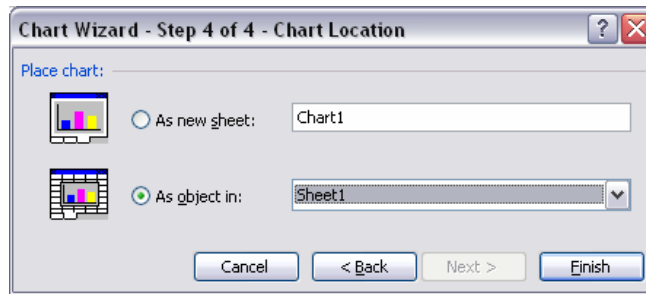 Chart Wizard - Step 4 of 4 - Chart Location
Place chart:
As new sheet: Chart1
As object in: Sheet1
Cancel < Back Next > Finish